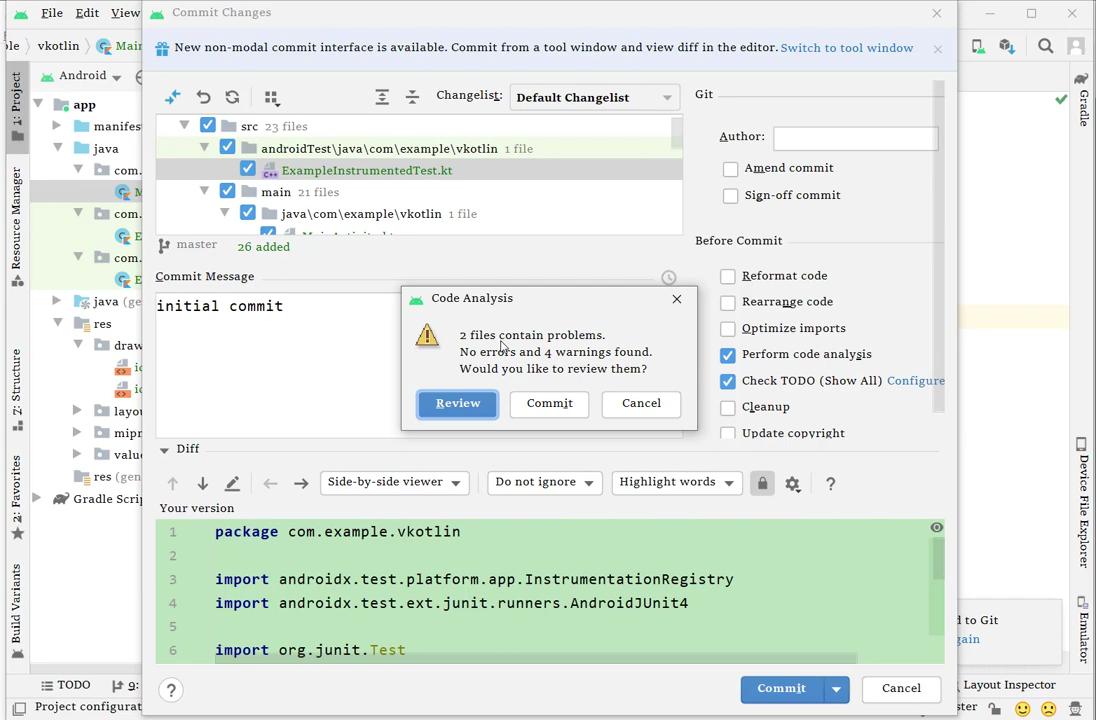 File Edit View
Commit Changes
New non-modal commit interface is available. Commit from a tool window and view diff in the editor. Switch to tool window
le vkotlin Main
Android
Changelist: Default Changelist
Git
app
src 23 files
manifes
androidTest\java\com\example\vkotlin 1 file
Author:
java
ExampleInstrumentedTest.kt
Amend commit
com.
main 21 files
Sign-off commit
M
java\com\example\vkotlin 1 file
com.
master 26 added
Before Commit
E
com.
Commit Message
Reformat code
E
java (ge
initial commit
Rearrange code
res
Optimize imports
draw
Perform code analysis
Check TODO (Show All) Configure
layou
Cleanup
mipn
Update copyright
valu
Code Analysis
2 files contain problems.
No errors and 4 warnings found.
Would you like to review them?
Review Commit Cancel
Diff
res (gen
Side-by-side viewer Do not ignore Highlight words ?
Gradle Scrip
Your version
1 package com.example.vkotlin
2
3 import androidx.test.platform.app.InstrumentationRegistry
4 import androidx.test.ext.junit.runners.AndroidJUnit4
5
6 import org.junit.Test
d to Git
gain
? Commit Cancel
TODO 9:
Layout Inspector
Project configurat
ster
1: Project
Resource Manager
Z: Structure
2: Favorites
Build Variants
Gradle
Device File Explorer
Emulator